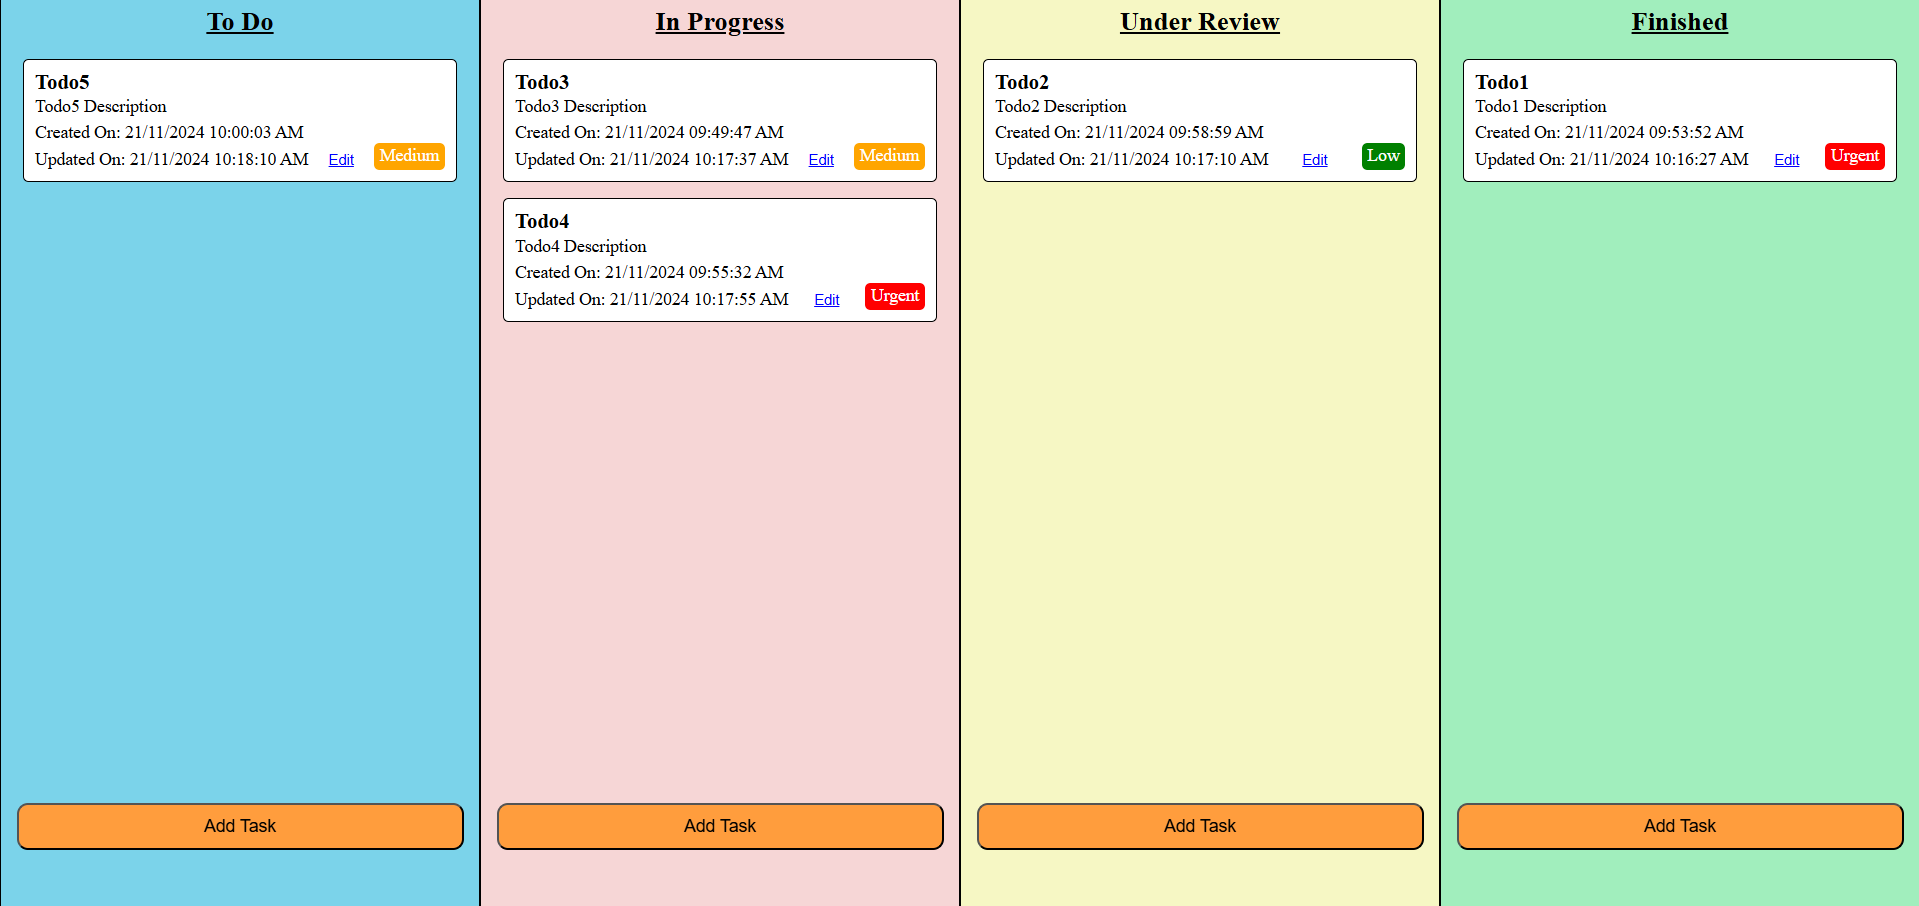 To Do
Todo5
Todo5 Description
Created On: 21/11/2024 10:00:03 AM
Updated On: 21/11/2024 10:18:10 AM Edit Medium
Add Task
In Progress
Todo3
Todo3 Description
Created On: 21/11/2024 09:49:47 AM
Updated On: 21/11/2024 10:17:37 AM Edit Medium
Todo4
Todo4 Description
Created On: 21/11/2024 09:55:32 AM
Updated On: 21/11/2024 10:17:55 AM Edit Urgent
Add Task
Under Review
Todo2
Todo2 Description
Created On: 21/11/2024 09:58:59 AM
Updated On: 21/11/2024 10:17:10 AM Edit Low
Add Task
Finished
Todo1
Todo1 Description
Created On: 21/11/2024 09:53:52 AM
Updated On: 21/11/2024 10:16:27 AM Edit Urgent
Add Task